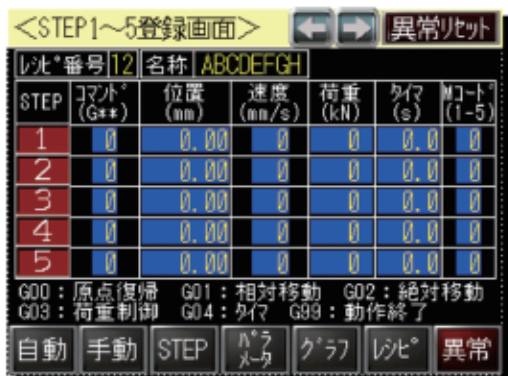 <STEP1～5登録画面> 異常ﾘｾｯﾄ
ﾚｼﾋﾟ番号 12 名称 ABCDEFGH
STEP ｺﾏﾝﾄﾞ(G**) 位置(mm) 速度(mm/s) 荷重(kN) ﾀｲﾏ(s) Mｺｰﾄﾞ(1-5)
1 0 0.00 0 0 0.0 0
2 0 0.00 0 0 0.0 0
3 0 0.00 0 0 0.0 0
4 0 0.00 0 0 0.0 0
5 0 0.00 0 0 0.0 0
G00：原点復帰 G01：相対移動 G02：絶対移動
G03：荷重制御 G04：ﾀｲﾏ G99：動作終了
自動 手動 STEP ﾊﾟﾗﾒｰﾀ ｸﾞﾗﾌ ﾚｼﾋﾟ 異常